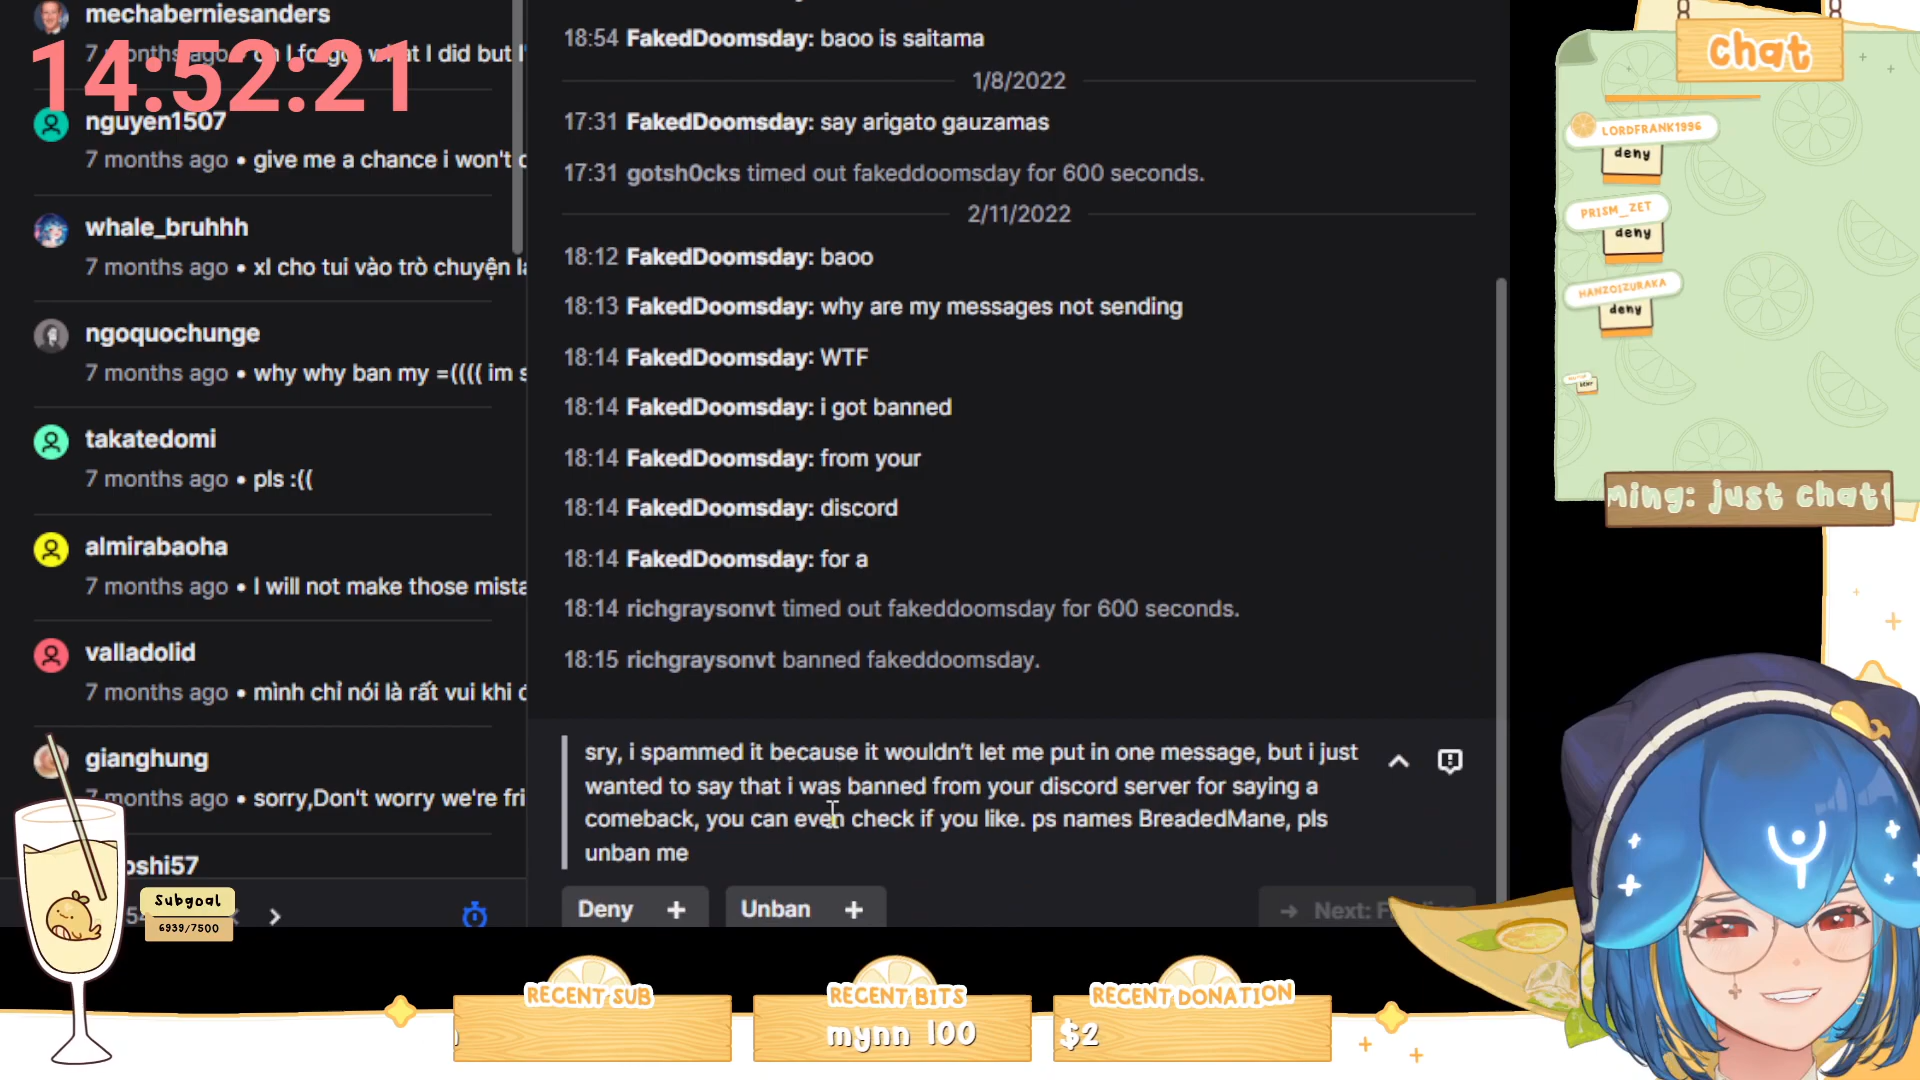 mechaberniesanders
14:52:21
nguyen1507
7 months ago • give me a chance i won't
whale_bruhhh
7 months ago • xl cho tui vào trò chuyện
ngoquochunge
7 months ago • why why ban my =(((( im
takatedomi
7 months ago • pls :((
almirabaoha
7 months ago • I will not make those
valladolid
7 months ago • mình chỉ nói là rất vui khi
gianghung
months ago • sorry,Don't worry we're
oshi57
18:54 FakedDoomsday: baoo is saitama
1/8/2022
17:31 FakedDoomsday: say arigato gauzamas
17:31 gotsh0cks timed out fakeddoomsday for 600 seconds.
2/11/2022
18:12 FakedDoomsday: baoo
18:13 FakedDoomsday: why are my messages not sending
18:14 FakedDoomsday: WTF
18:14 FakedDoomsday: i got banned
18:14 FakedDoomsday: from your
18:14 FakedDoomsday: discord
18:14 FakedDoomsday: for a
18:14 richgraysonvt timed out fakeddoomsday for 600 seconds.
18:15 richgraysonvt banned fakeddoomsday.
sry, i spammed it because it wouldn't let me put in one message, but i just
wanted to say that i was banned from your discord server for saying a
comeback, you can even check if you like. ps names BreadedMane, pls
unban me
Deny +
Unban +
Next:
Subgoal
6939/7500
RECENT SUB
RECENT BITS
mynn 100
RECENT DONATION
$2
chat
LORDFRANK1996
deny
PRISM_ZET
deny
HANZOIZURAKA
deny
ming: just chatt